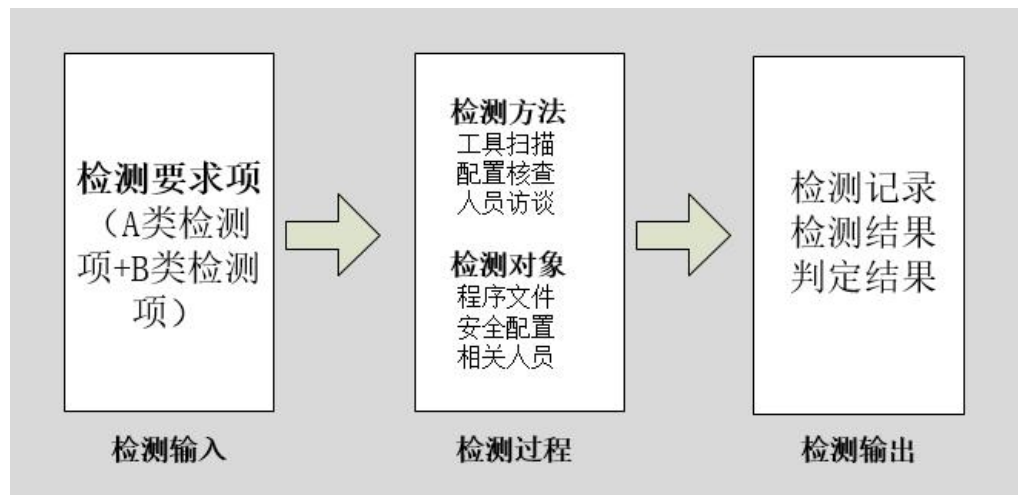 检测要求项
（A类检测
项+B类检测
项）
检测输入
检测方法
工具扫描
配置核查
人员访谈
检测对象
程序文件
安全配置
相关人员
检测过程
检测记录
检测结果
判定结果
检测输出